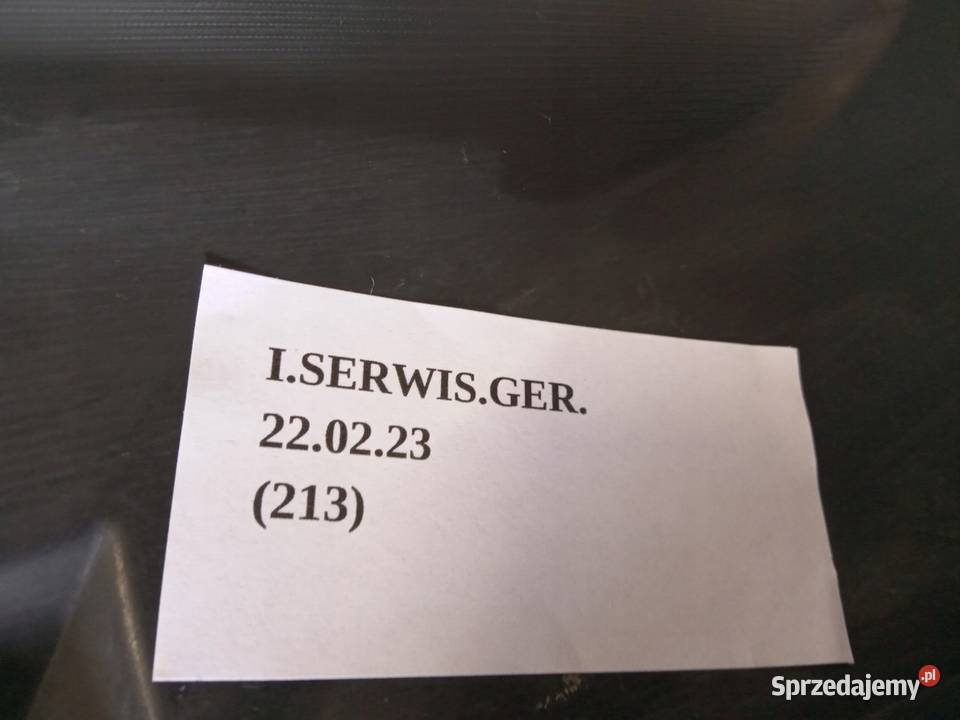 I.SERWIS.GER.
22.02.23
(213)
Sprzedajemy.pl